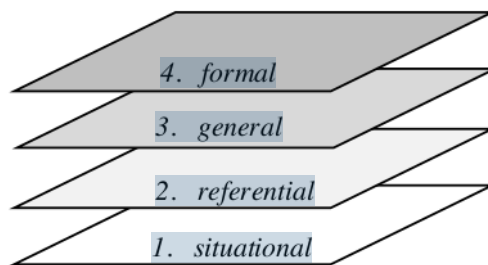 4. formal
3. general
2. referential
1. situational